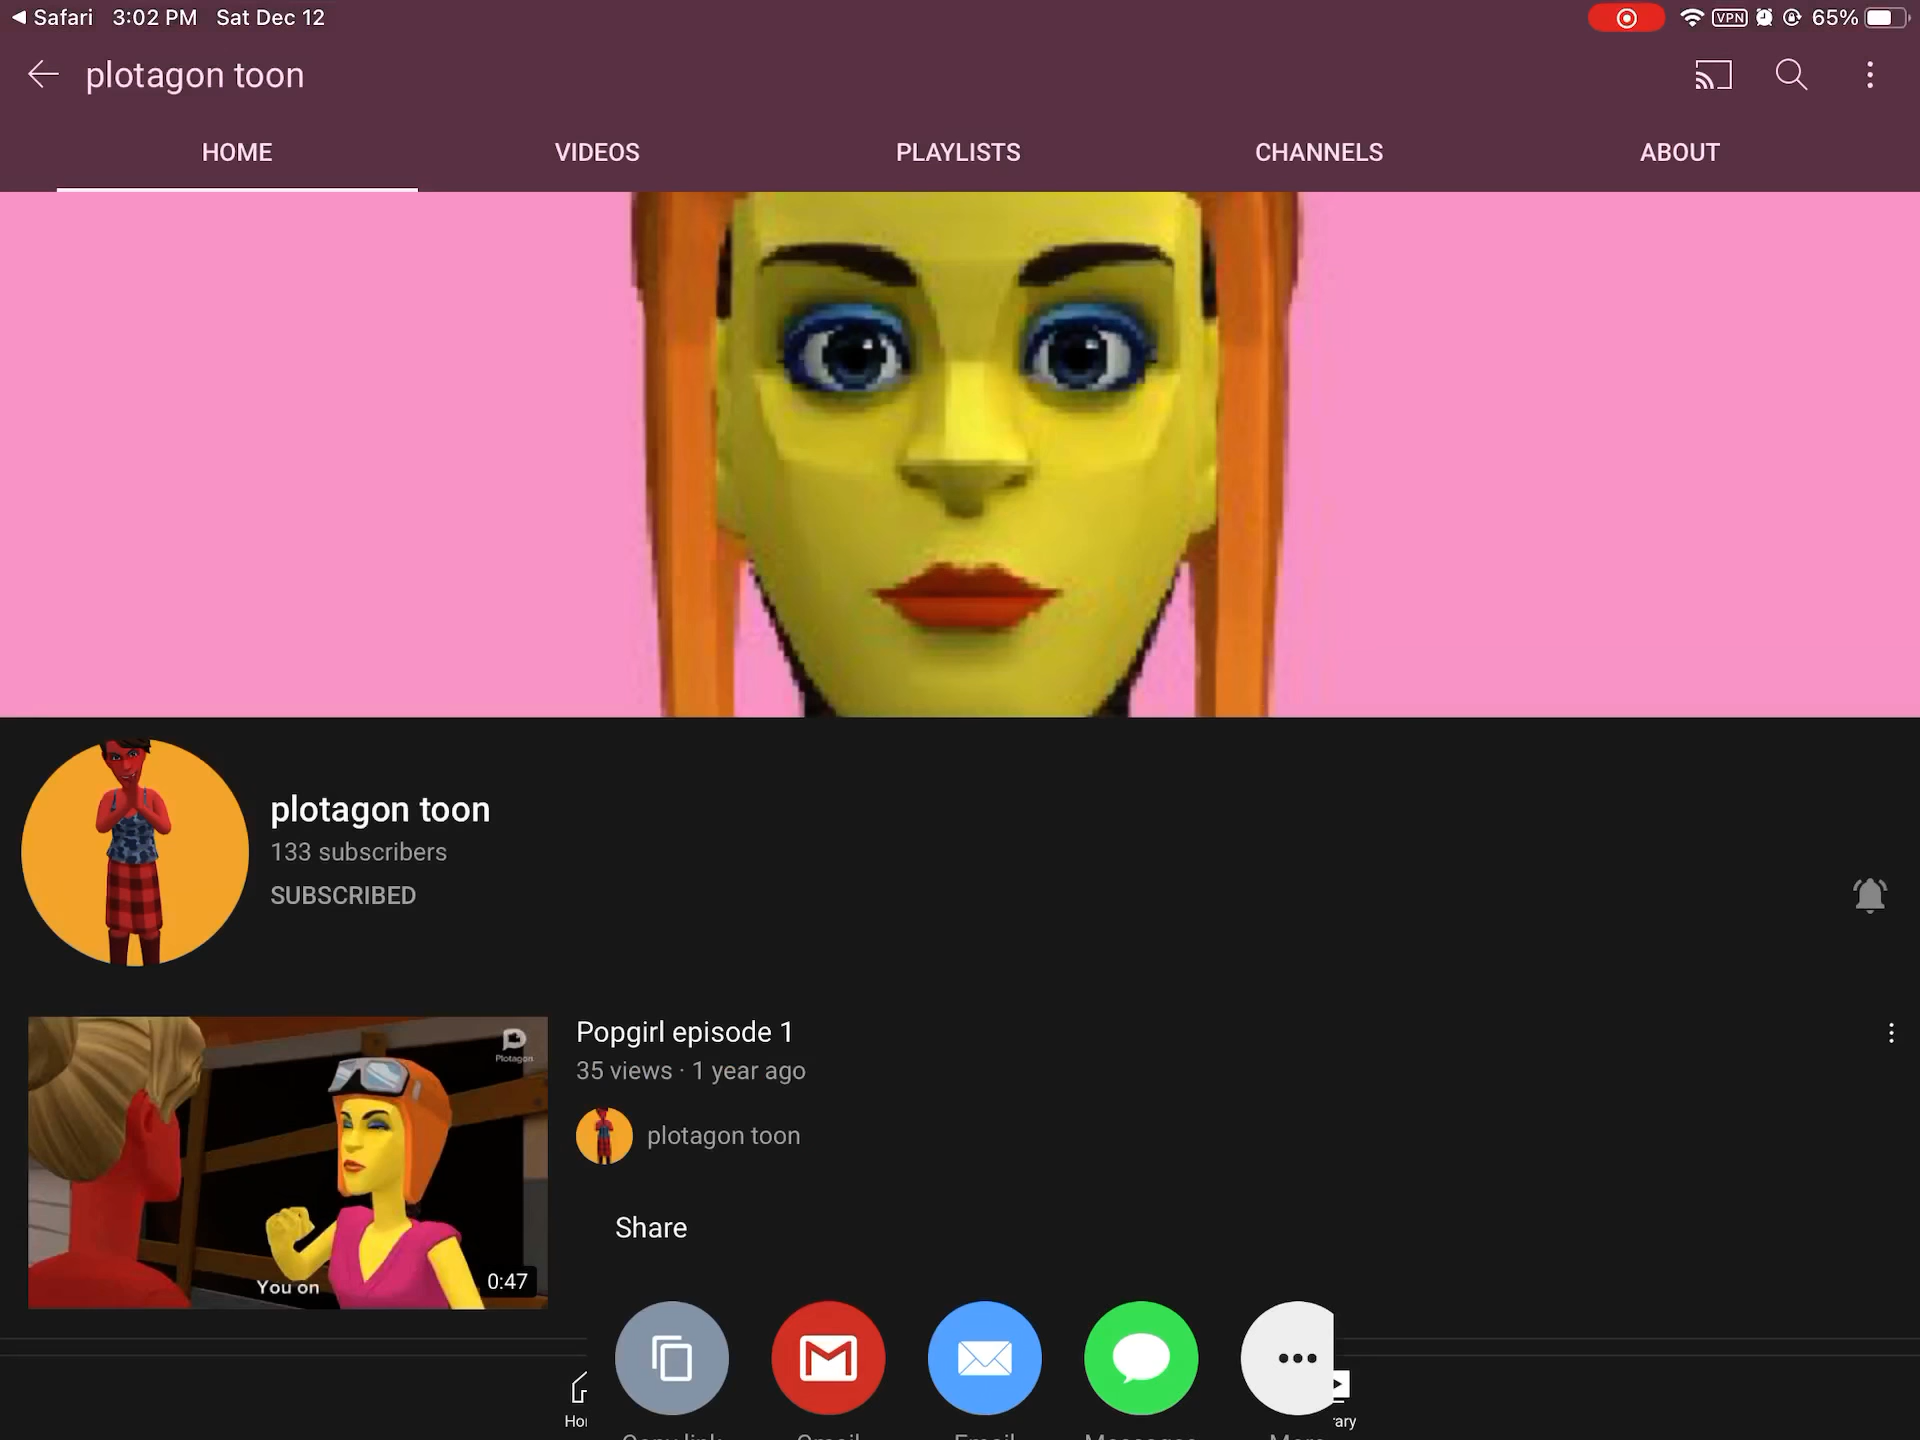 Safari 3:02 PM Sat Dec 12
VPN 65%
plotagon toon
HOME VIDEOS PLAYLISTS CHANNELS ABOUT
plotagon toon
133 subscribers
SUBSCRIBED
Plotagon
You on
0:47
Popgirl episode 1
35 views · 1 year ago
plotagon toon
Share